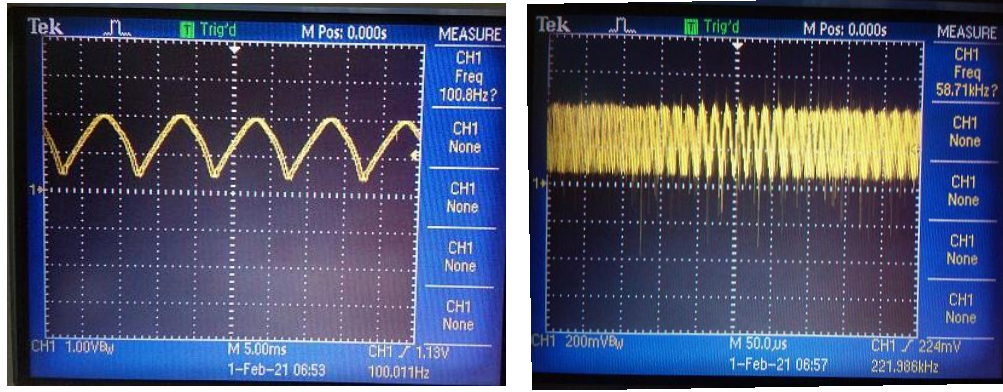 Tek Trig'd M Pos: 0.000s MEASURE
CH1
Freq
100.8Hz?
CH1
None
CH1
None
1
CH1
None
CH1
None
CH1 1.00VBW M 5.00ms CH1 1.13V
1-Feb-21 06:53 100.011Hz
Tek Trig'd M Pos: 0.000s MEASURE
CH1
Freq
58.71kHz?
CH1
None
1
CH1
None
CH1
None
CH1
None
CH1 200mVBW M 50.0µs CH1 224mV
1-Feb-21 06:57 221.986kHz